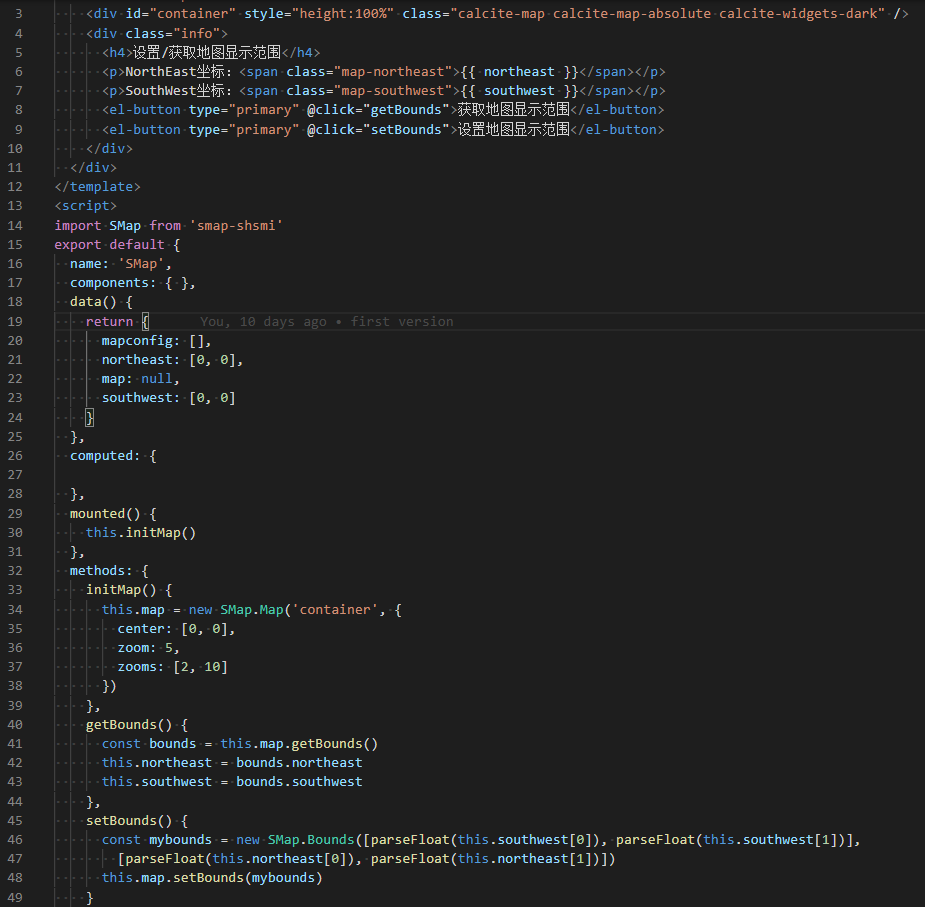 3 <div id="container" style="height:100%" class="calcite-map calcite-map-absolute calcite-widgets-dark" />
4 <div class="info">
5 <h4>设置/获取地图显示范围</h4>
6 <p>NorthEast坐标：<span class="map-northeast">{{ northeast }}</span></p>
7 <p>SouthWest坐标：<span class="map-southwest">{{ southwest }}</span></p>
8 <el-button type="primary" @click="getBounds">获取地图显示范围</el-button>
9 <el-button type="primary" @click="setBounds">设置地图显示范围</el-button>
10 </div>
11 </div>
12 </template>
13 <script>
14 import SMap from 'smap-shsmi'
15 export default {
16 name: 'SMap',
17 components: { },
18 data() {
19 return { You, 10 days ago • first version
20 mapconfig: [],
21 northeast: [0, 0],
22 map: null,
23 southwest: [0, 0]
24 }
25 },
26 computed: {
27
28 },
29 mounted() {
30 this.initMap()
31 },
32 methods: {
33 initMap() {
34 this.map = new SMap.Map('container', {
35 center: [0, 0],
36 zoom: 5,
37 zooms: [2, 10]
38 })
39 },
40 getBounds() {
41 const bounds = this.map.getBounds()
42 this.northeast = bounds.northeast
43 this.southwest = bounds.southwest
44 },
45 setBounds() {
46 const mybounds = new SMap.Bounds([parseFloat(this.southwest[0]), parseFloat(this.southwest[1])],
47 [parseFloat(this.northeast[0]), parseFloat(this.northeast[1])])
48 this.map.setBounds(mybounds)
49 }